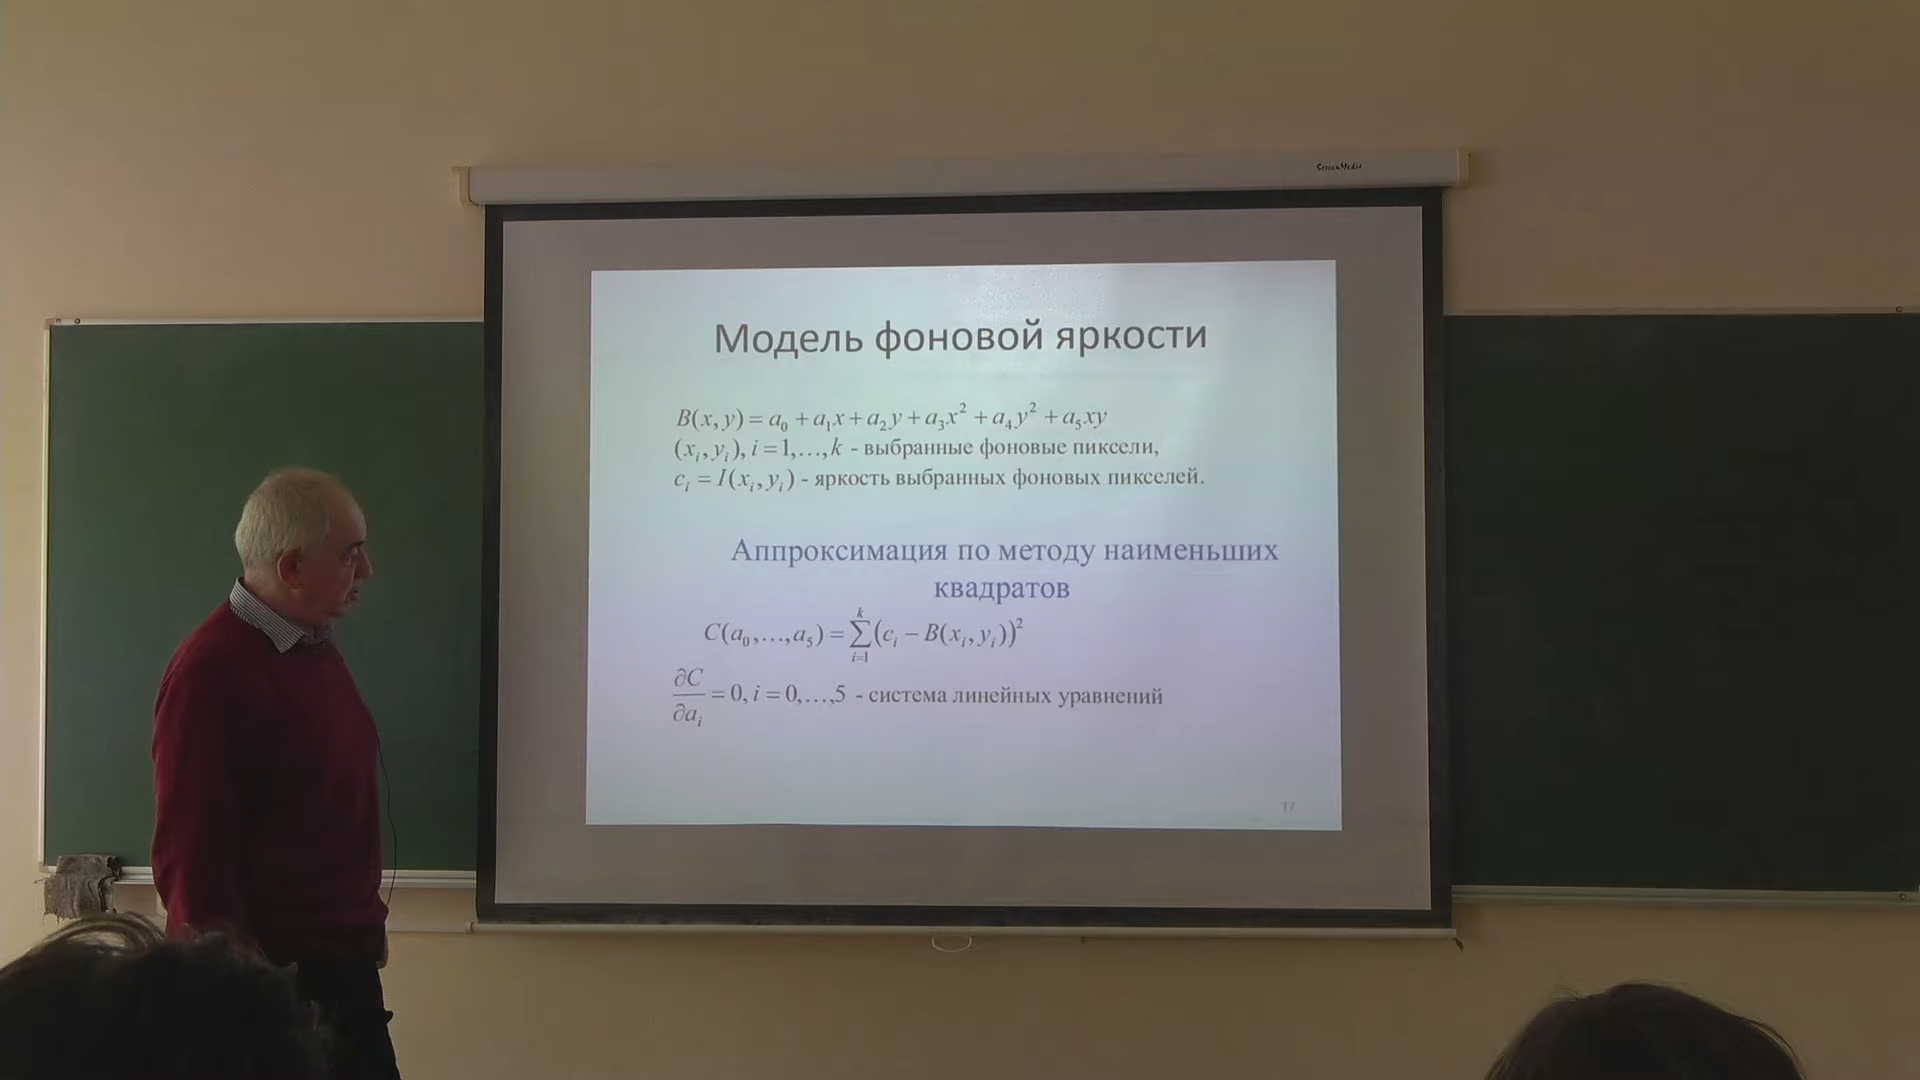 ScreenMedia
Модель фоновой яркости
B(x, y) = a₀ + a₁x + a₂y + a₃x² + a₄y² + a₅xy
(xᵢ, yᵢ), i = 1,…,k - выбранные фоновые пиксели,
cᵢ = I(xᵢ, yᵢ) - яркость выбранных фоновых пикселей.
Аппроксимация по методу наименьших
квадратов
C(a₀,…,a₅) = ∑ᵢ₌₁ᵏ (cᵢ − B(xᵢ, yᵢ))²
∂C/∂aᵢ = 0, i = 0,…,5 - система линейных уравнений
17